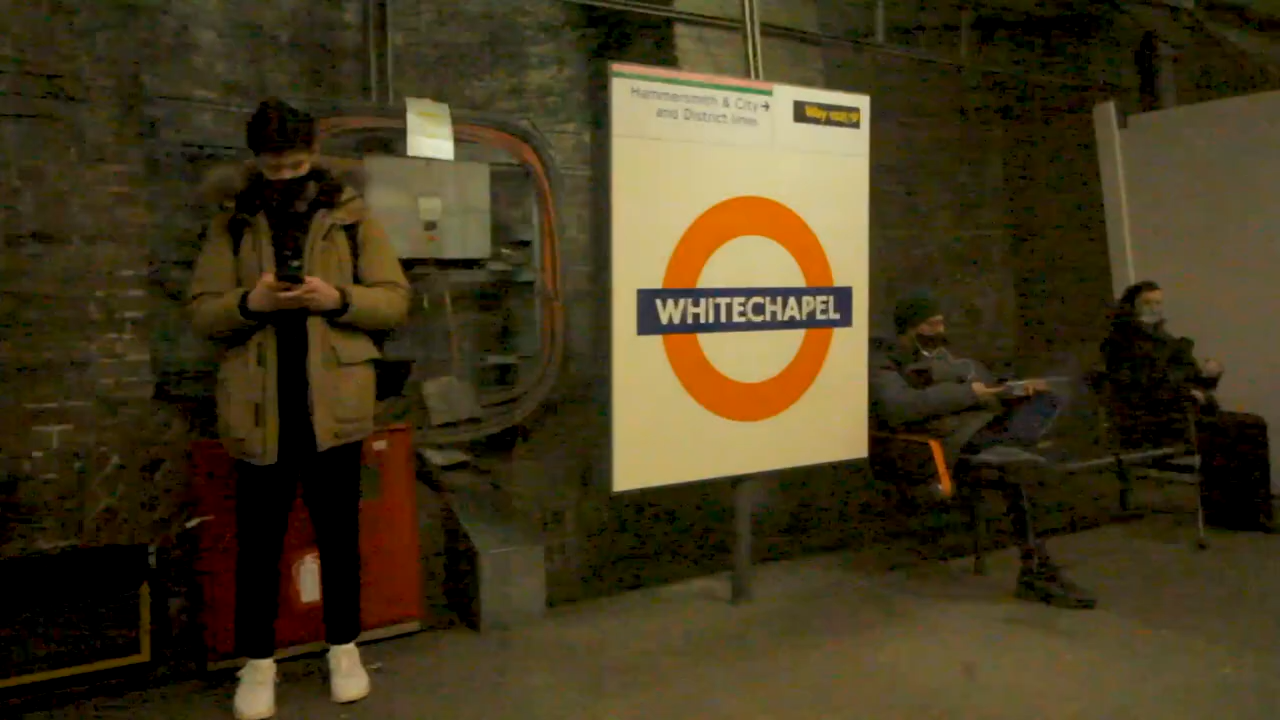 Hammersmith & City→
and District lines
Way out
WHITECHAPEL